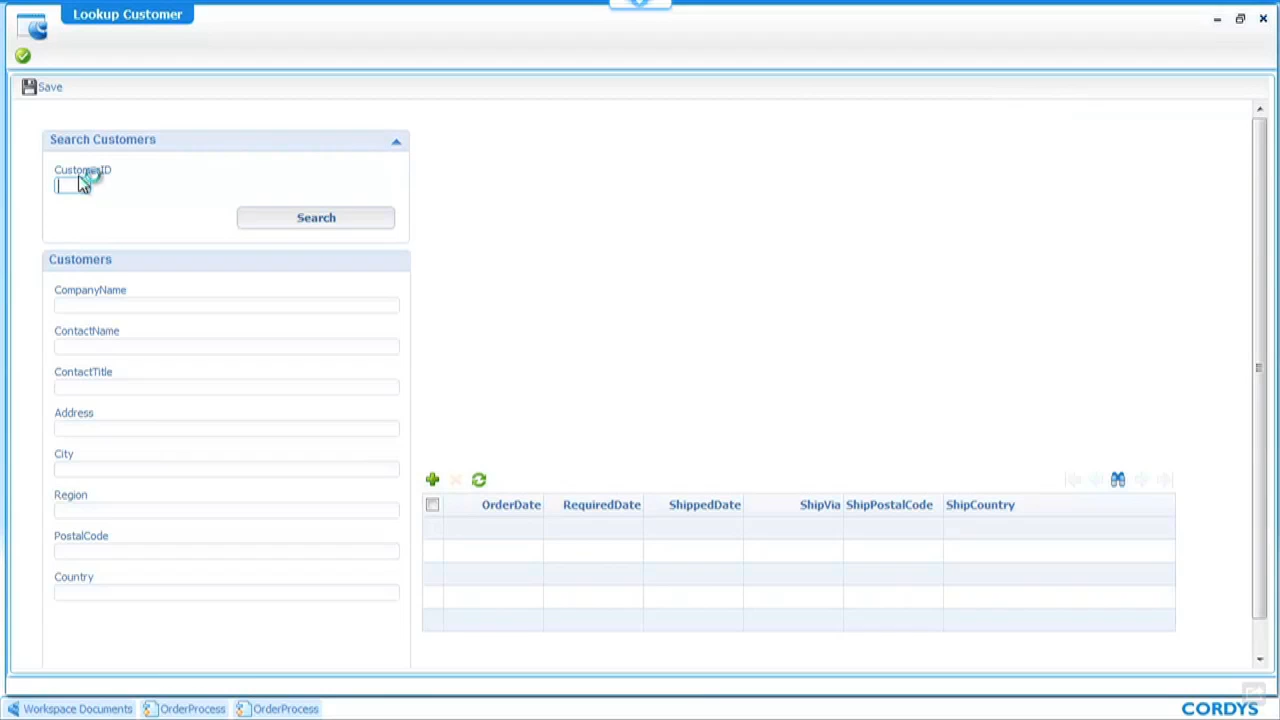 Lookup Customer
Save
Search Customers
CustomerID
Search
Customers
CompanyName
ContactName
ContactTitle
Address
City
Region
PostalCode
Country
OrderDate RequiredDate ShippedDate ShipVia ShipPostalCode ShipCountry
Workspace Documents OrderProcess OrderProcess
CORDYS